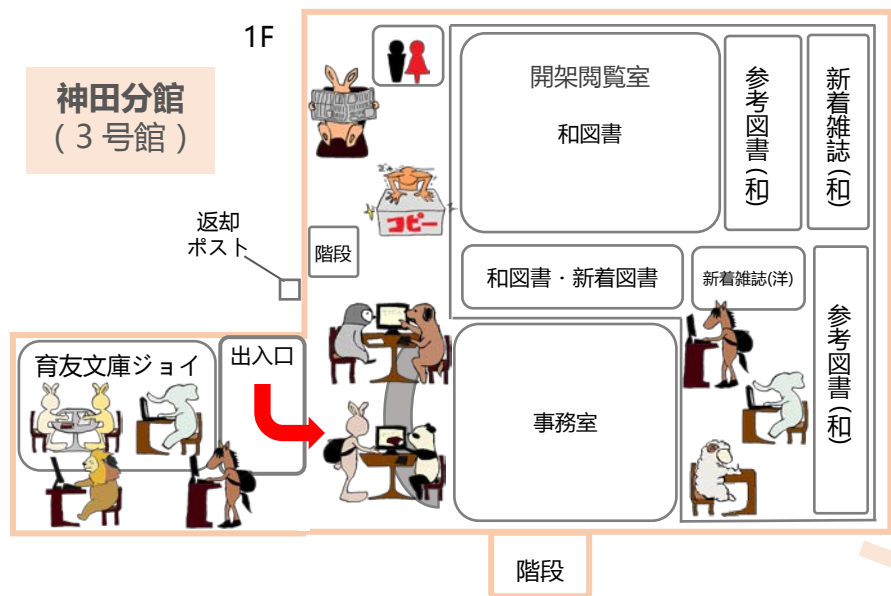 1F
神田分館
(３号館)
返却
ポスト
階段
コピー
開架閲覧室
和図書
参考図書(和)
新着雑誌(和)
和図書・新着図書
新着雑誌(洋)
参考図書(和)
育友文庫ジョイ
出入口
事務室
階段